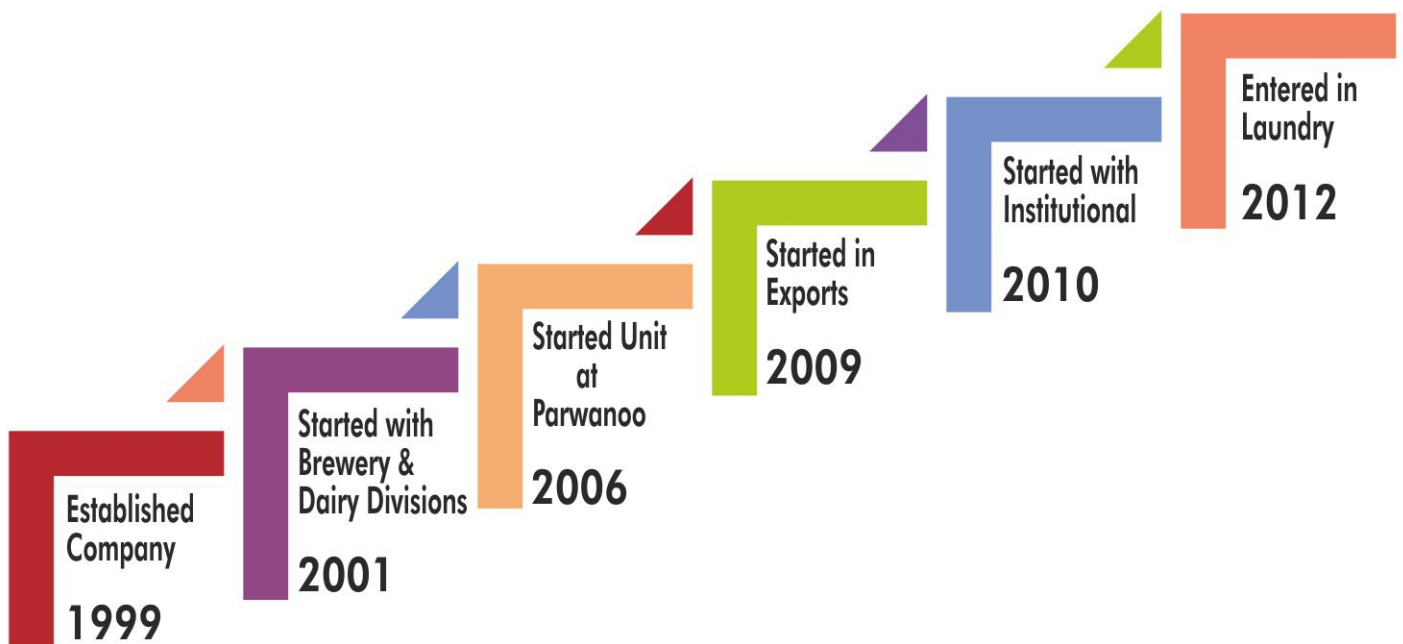 Established
Company
1999
Started with
Brewery &
Dairy Divisions
2001
Started Unit
at
Parwanoo
2006
Started in
Exports
2009
Started with
Institutional
2010
Entered in
Laundry
2012